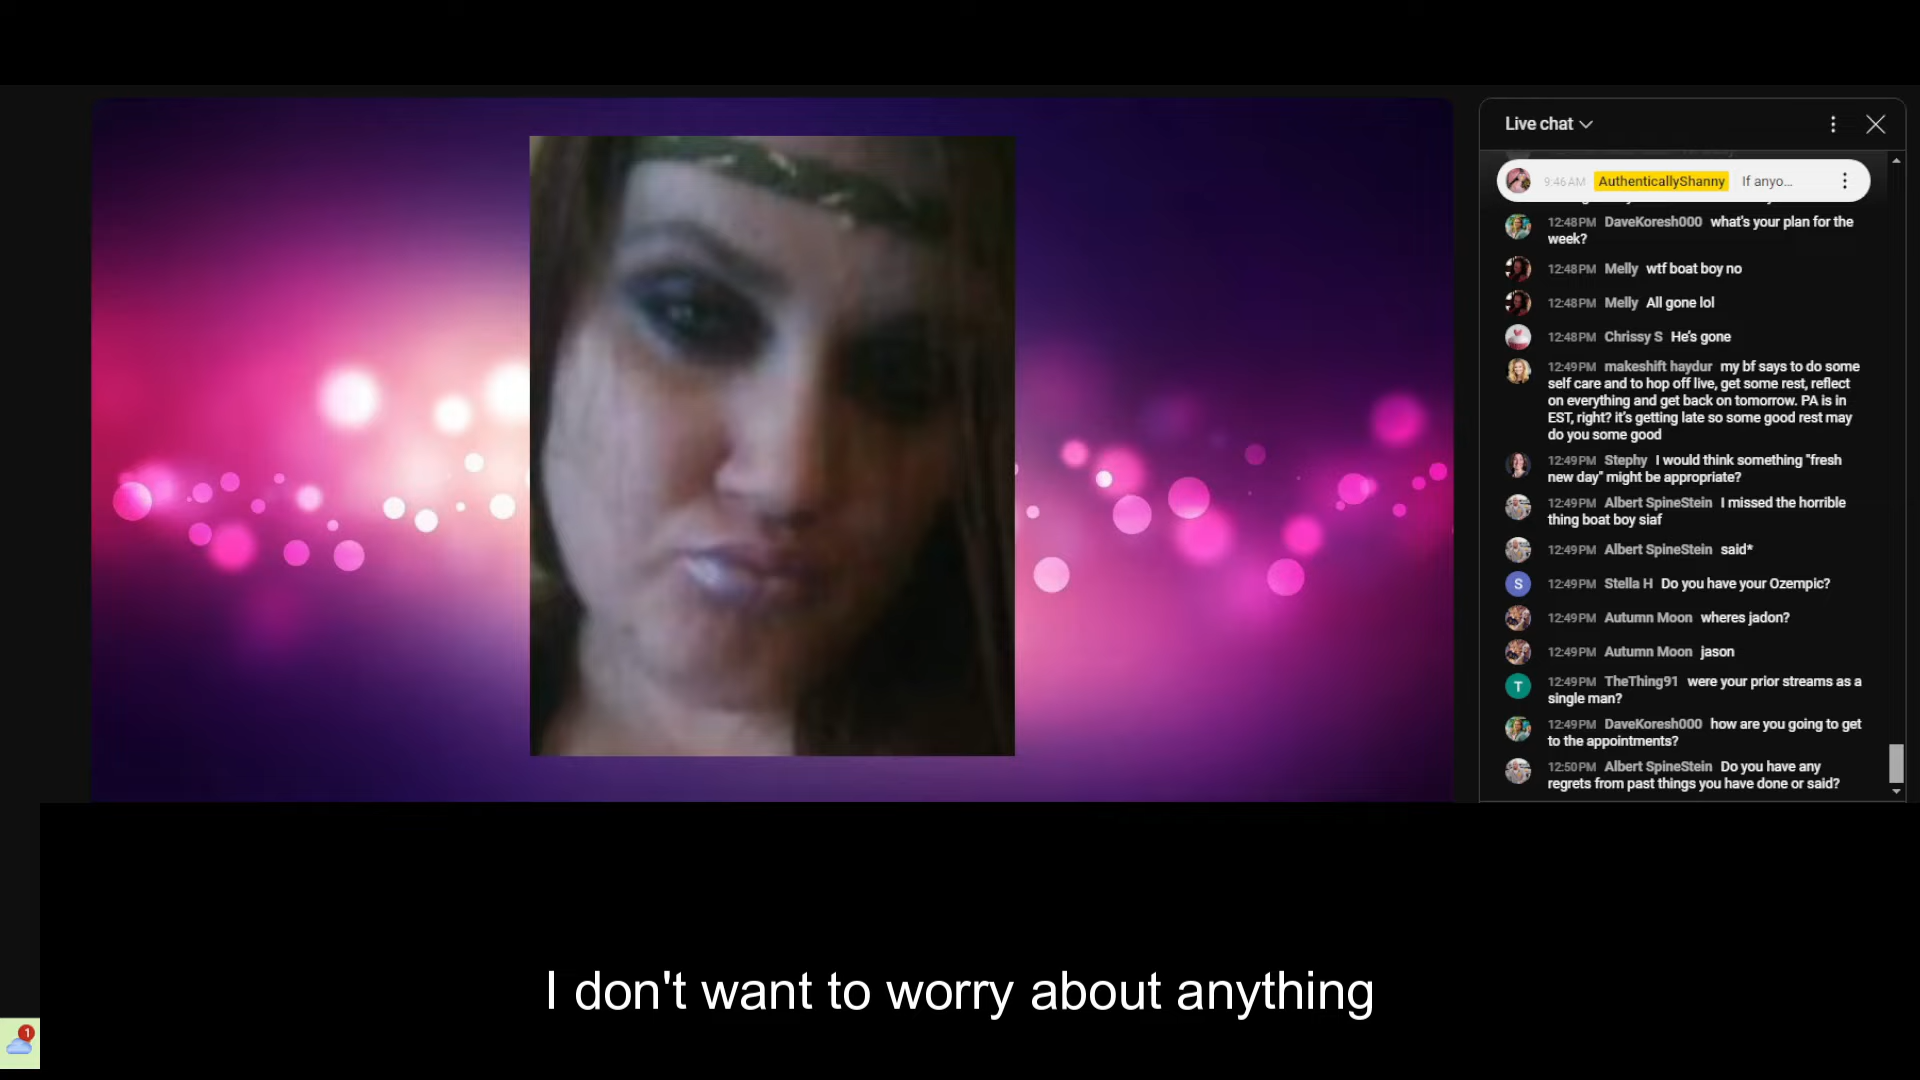 Live chat
9:46 AM AuthenticallyShanny If anyo...
12:48 PM DaveKoresh000 what's your plan for the
week?
12:48 PM Melly wtf boat boy no
12:48 PM Melly All gone lol
12:48 PM Chrissy S He's gone
12:49 PM makeshift haydur my bf says to do some
self care and to hop off live, get some rest, reflect
on everything and get back on tomorrow. PA is in
EST, right? it's getting late so some good rest may
do you some good
12:49 PM Stephy I would think something "fresh
new day" might be appropriate?
12:49 PM Albert SpineStein I missed the horrible
thing boat boy siaf
12:49 PM Albert SpineStein said*
S 12:49 PM Stella H Do you have your Ozempic?
12:49 PM Autumn Moon wheres jadon?
12:49 PM Autumn Moon jason
T 12:49 PM TheThing91 were your prior streams as a
single man?
12:49 PM DaveKoresh000 how are you going to get
to the appointments?
12:50 PM Albert SpineStein Do you have any
regrets from past things you have done or said?
I don't want to worry about anything
1